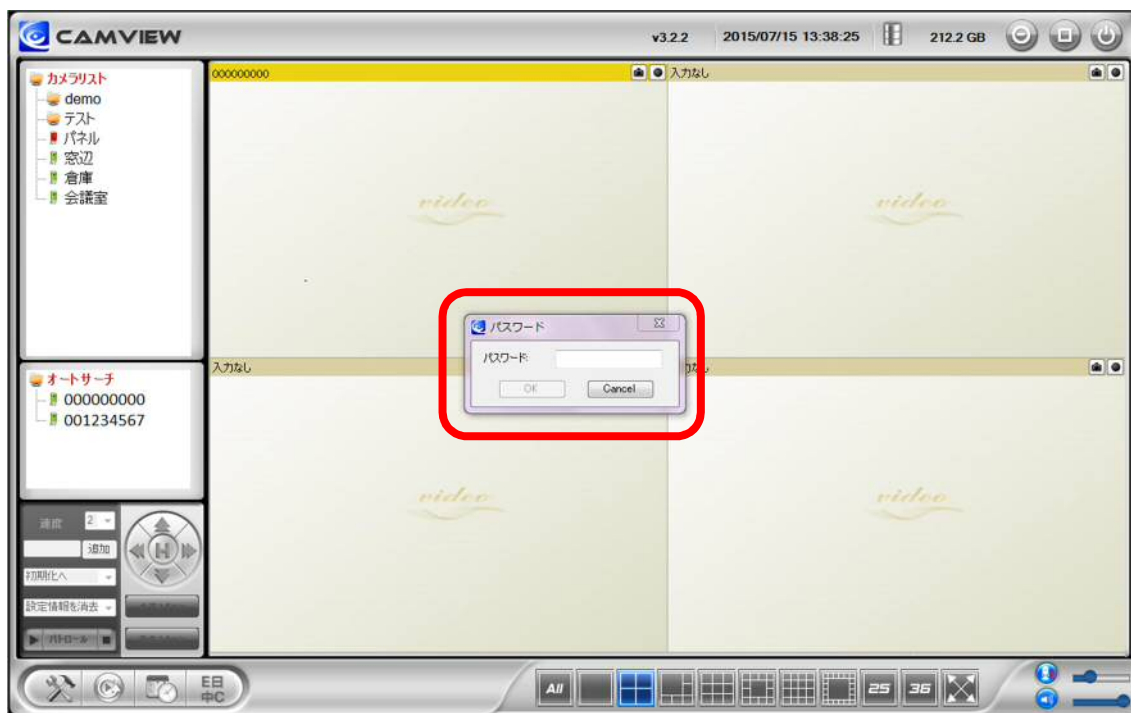 CAMVIEW
v3.2.2 2015/07/15 13:38:25 212.2 GB
カメラリスト
demo
テスト
パネル
窓辺
倉庫
会議室
000000000
入力なし
video
video
パスワード
パスワード:
OK Cancel
オートサーチ
000000000
001234567
入力なし
力なし
video
video
速度 2
追加
初期化へ
設定情報を消去
パトロール
H
E日
中C
All
25 36